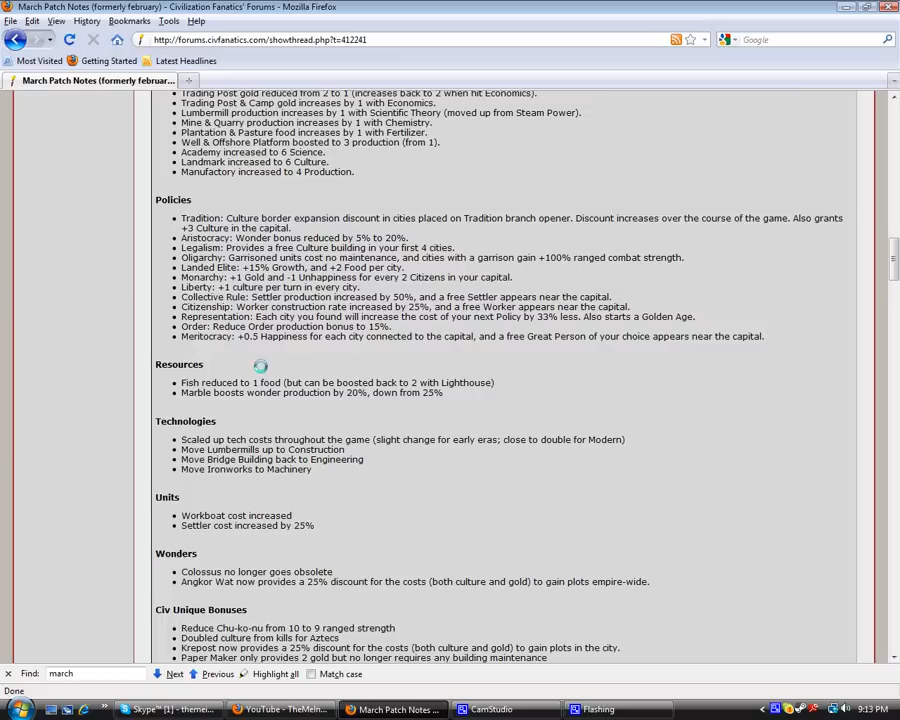 March Patch Notes (formerly february) - Civilization Fanatics' Forums - Mozilla Firefox
File Edit View History Bookmarks Tools Help
http://forums.civfanatics.com/showthread.php?t=412241
Google
Most Visited Getting Started Latest Headlines
March Patch Notes (formerly februar...
Trading Post gold reduced from 2 to 1 (increases back to 2 when hit Economics).
Trading Post & Camp gold increases by 1 with Economics.
Lumbermill production increases by 1 with Scientific Theory (moved up from Steam Power).
Mine & Quarry production increases by 1 with Chemistry.
Plantation & Pasture food increases by 1 with Fertilizer.
Well & Offshore Platform boosted to 3 production (from 1).
Academy increased to 6 Science.
Landmark increased to 6 Culture.
Manufactory increased to 4 Production.
Policies
Tradition: Culture border expansion discount in cities placed on Tradition branch opener. Discount increases over the course of the game. Also grants
+3 Culture in the capital.
Aristocracy: Wonder bonus reduced by 5% to 20%.
Legalism: Provides a free Culture building in your first 4 cities.
Oligarchy: Garrisoned units cost no maintenance, and cities with a garrison gain +100% ranged combat strength.
Landed Elite: +15% Growth, and +2 Food per city.
Monarchy: +1 Gold and -1 Unhappiness for every 2 Citizens in your capital.
Liberty: +1 culture per turn in every city.
Collective Rule: Settler production increased by 50%, and a free Settler appears near the capital.
Citizenship: Worker construction rate increased by 25%, and a free Worker appears near the capital.
Representation: Each city you found will increase the cost of your next Policy by 33% less. Also starts a Golden Age.
Order: Reduce Order production bonus to 15%.
Meritocracy: +0.5 Happiness for each city connected to the capital, and a free Great Person of your choice appears near the capital.
Resources
Fish reduced to 1 food (but can be boosted back to 2 with Lighthouse)
Marble boosts wonder production by 20%, down from 25%
Technologies
Scaled up tech costs throughout the game (slight change for early eras; close to double for Modern)
Move Lumbermills up to Construction
Move Bridge Building back to Engineering
Move Ironworks to Machinery
Units
Workboat cost increased
Settler cost increased by 25%
Wonders
Colossus no longer goes obsolete
Angkor Wat now provides a 25% discount for the costs (both culture and gold) to gain plots empire-wide.
Civ Unique Bonuses
Reduce Chu-ko-nu from 10 to 9 ranged strength
Doubled culture from kills for Aztecs
Krepost now provides a 25% discount for the costs (both culture and gold) to gain plots in the city.
Paper Maker only provides 2 gold but no longer requires any building maintenance
Find: march Next Previous Highlight all Match case
Done
Skype™ [1] - themei... YouTube - TheMeIn... March Patch Notes ... CamStudio Flashing 9:13 PM